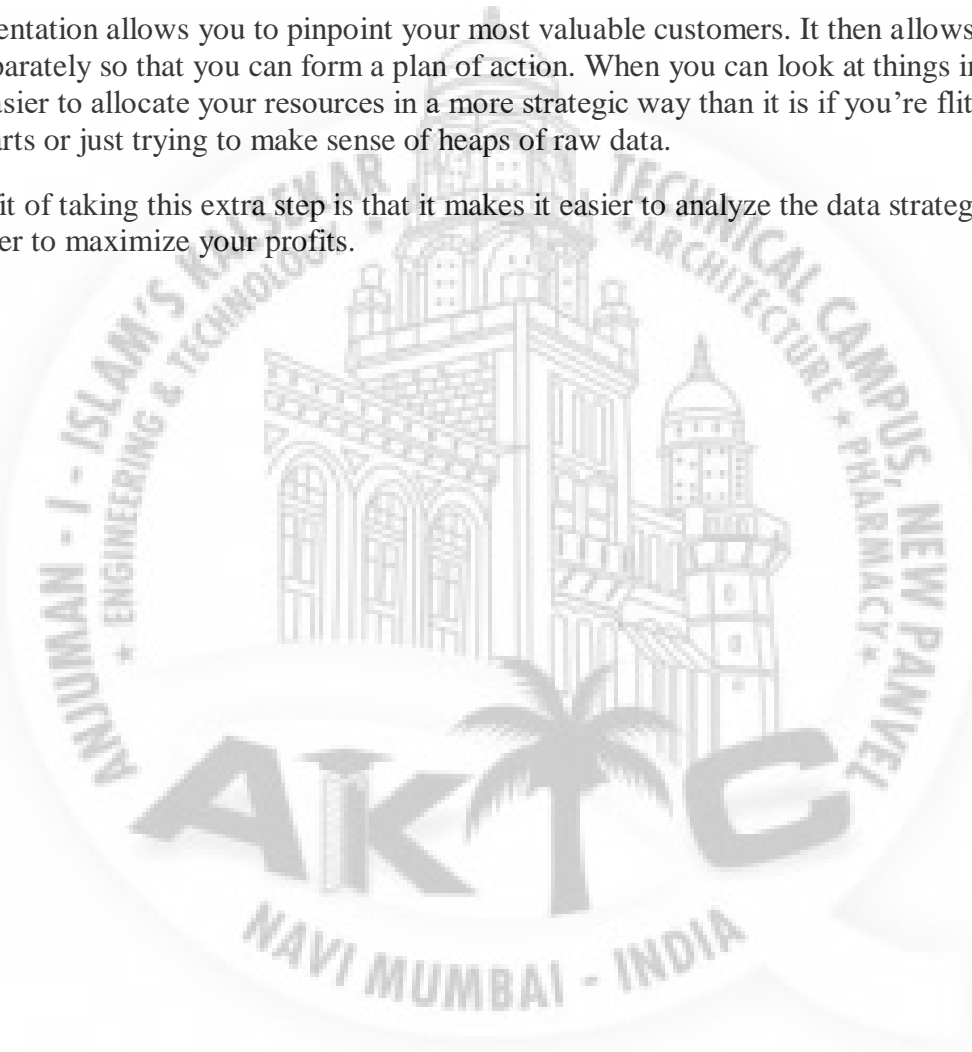 entation allows you to pinpoint your most valuable customers. It then allows
parately so that you can form a plan of action. When you can look at things in
asier to allocate your resources in a more strategic way than it is if you’re flit
arts or just trying to make sense of heaps of raw data.
it of taking this extra step is that it makes it easier to analyze the data strateg
er to maximize your profits.
ANJUMAN - I - ISLAM'S KALSEKAR TECHNICAL CAMPUS, NEW PANVEL
* ENGINEERING & TECHNOLOGY * ARCHITECTURE * PHARMACY *
AKTC
NAVI MUMBAI - INDIA